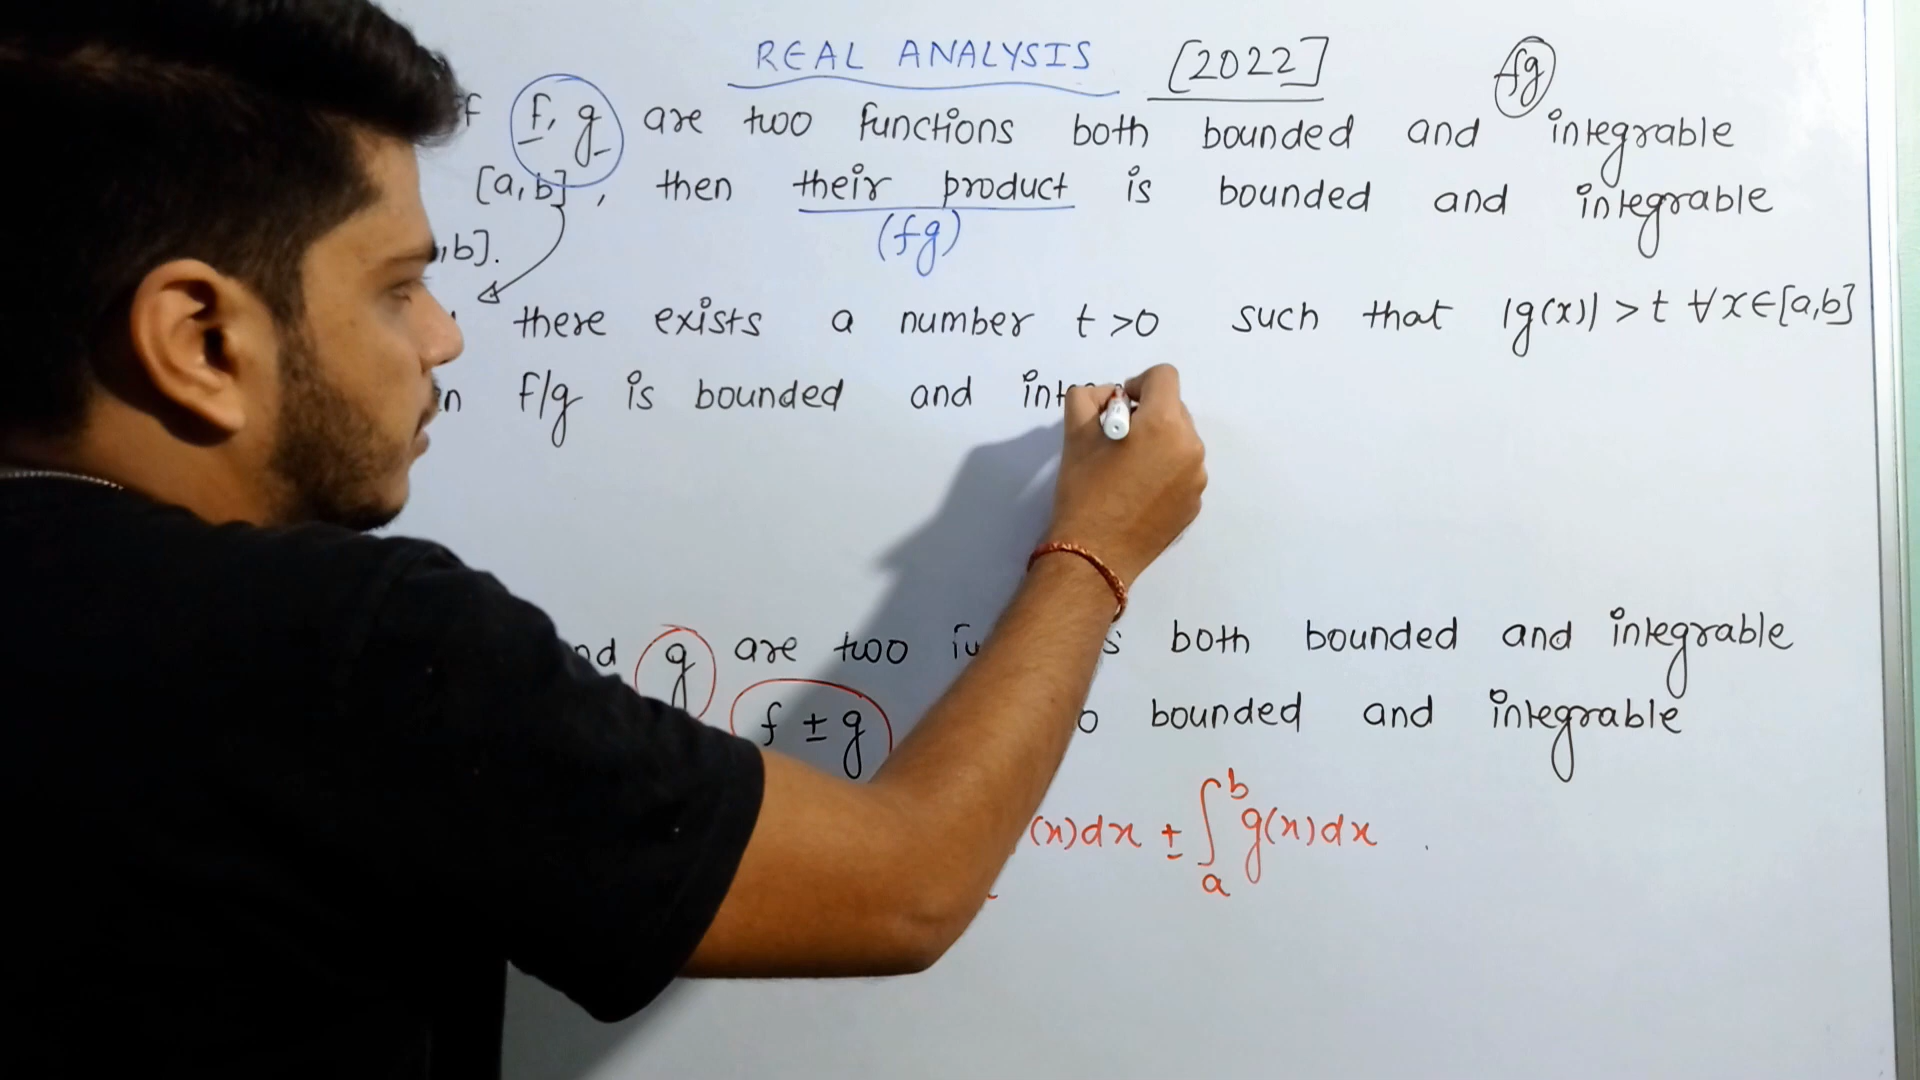 REAL ANALYSIS [2022]
fg
f, g are two functions both bounded and integrable
[a,b], then their product is bounded and integrable
(fg)
,b].
there exists a number t >0 such that |g(x)| > t ∀x∈[a,b]
f/g is bounded and
g are two both bounded and integrable
f ± g bounded and integrable
(x)dx ± ∫ₐᵇ g(x)dx .